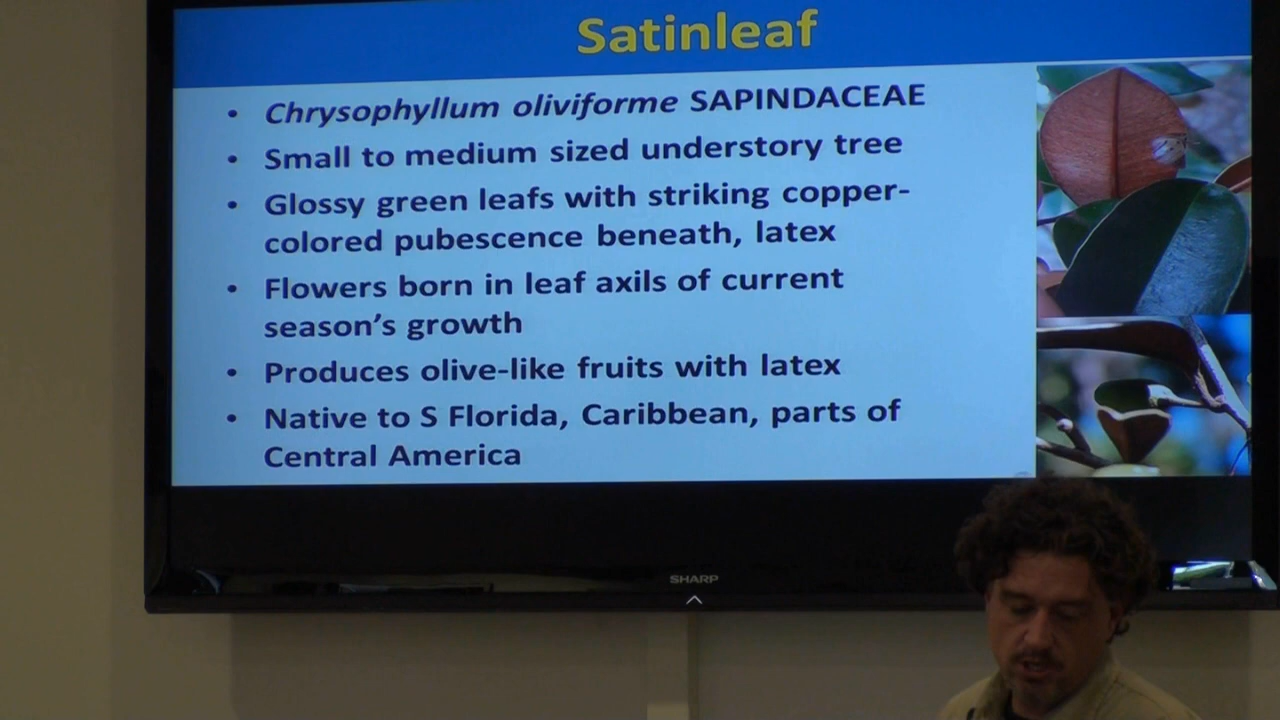 Satinleaf
• Chrysophyllum oliviforme SAPINDACEAE
• Small to medium sized understory tree
• Glossy green leafs with striking copper-
colored pubescence beneath, latex
• Flowers born in leaf axils of current
season's growth
• Produces olive-like fruits with latex
• Native to S Florida, Caribbean, parts of
Central America
SHARP